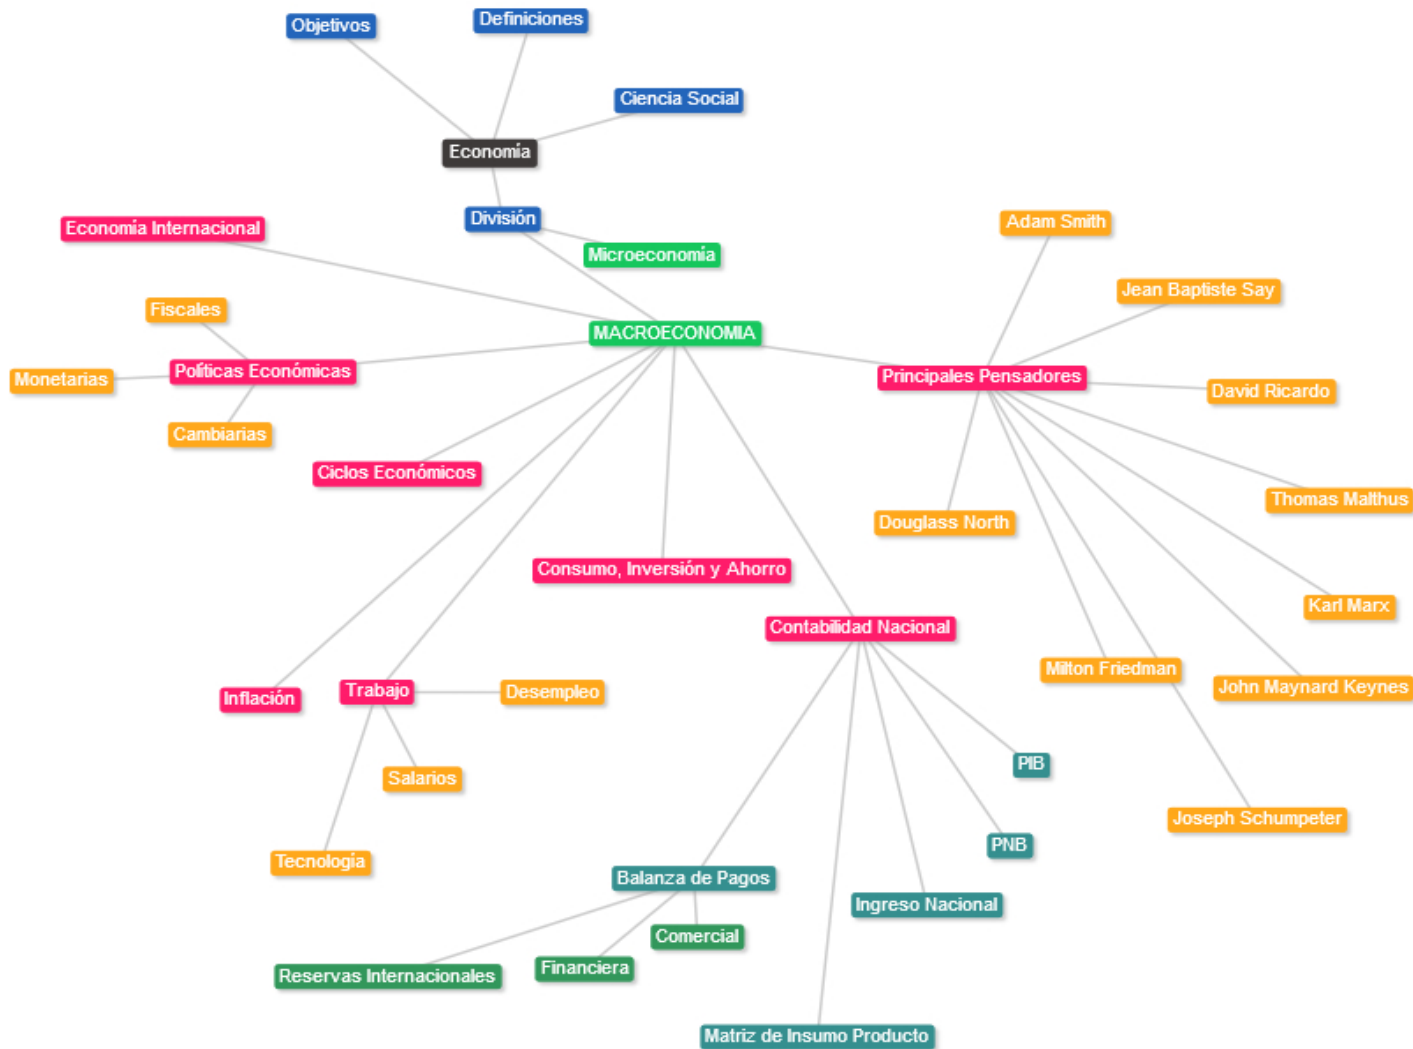 Objetivos
Definiciones
Ciencia Social
Economía
División
Economía Internacional
Adam Smith
Microeconomía
Jean Baptiste Say
Fiscales
MACROECONOMIA
Políticas Económicas
Monetarias
Principales Pensadores
David Ricardo
Cambiarias
Ciclos Económicos
Thomas Malthus
Douglass North
Consumo, Inversión y Ahorro
Karl Marx
Contabilidad Nacional
Milton Friedman
John Maynard Keynes
Inflación
Trabajo
Desempleo
PIB
Salarios
Joseph Schumpeter
PNB
Tecnología
Balanza de Pagos
Ingreso Nacional
Comercial
Financiera
Reservas Internacionales
Matriz de Insumo Producto